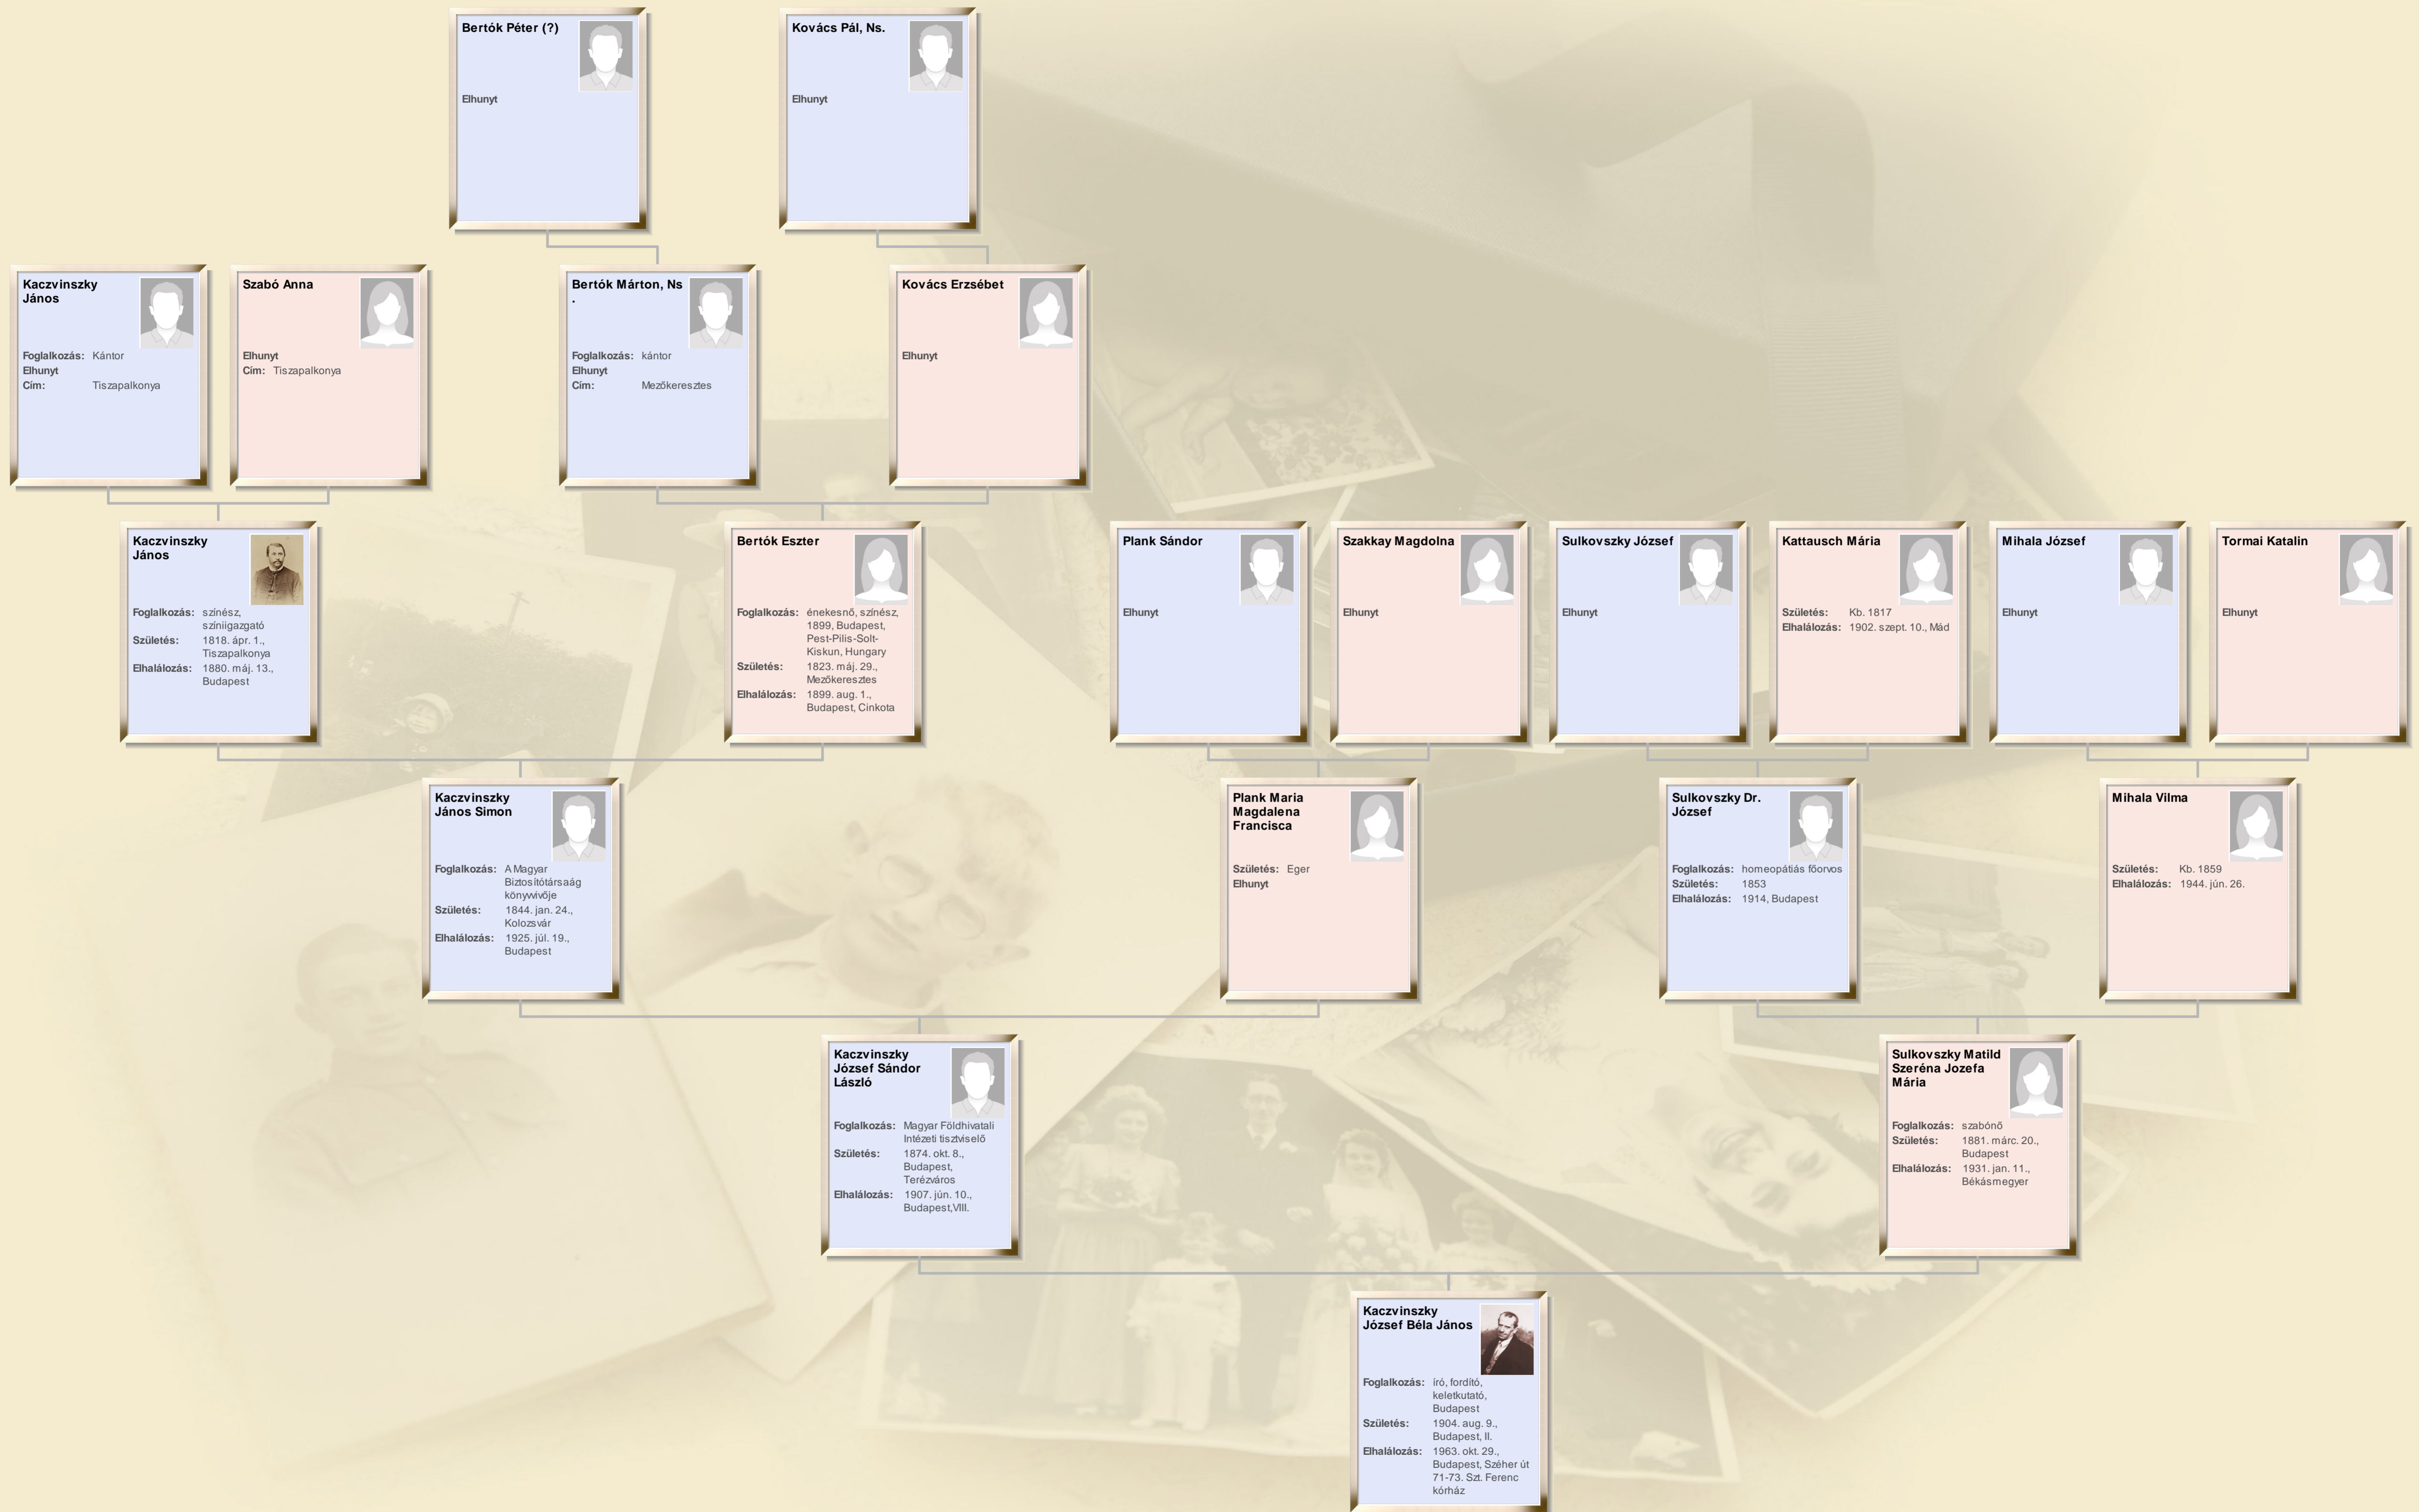 Bertók Péter (?)
Elhunyt
Kovács Pál, Ns.
Elhunyt
Kaczvinszky
János
Foglalkozás: Kántor
Elhunyt
Cím: Tiszapalkonya
Szabó Anna
Elhunyt
Cím: Tiszapalkonya
Bertók Márton, Ns
.
Foglalkozás: kántor
Elhunyt
Cím: Mezőkeresztes
Kovács Erzsébet
Elhunyt
Kaczvinszky
János
Foglalkozás: színész,
színiigazgató
Születés: 1818. ápr. 1.,
Tiszapalkonya
Elhalálozás: 1880. máj. 13.,
Budapest
Bertók Eszter
Foglalkozás: énekesnő, színész,
1899, Budapest,
Pest-Pilis-Solt-
Kiskun, Hungary
Születés: 1823. máj. 29.,
Mezőkeresztes
Elhalálozás: 1899. aug. 1.,
Budapest, Cinkota
Plank Sándor
Elhunyt
Szakkay Magdolna
Elhunyt
Sulkovszky József
Elhunyt
Kattausch Mária
Születés: Kb. 1817
Elhalálozás: 1902. szept. 10., Mád
Mihala József
Elhunyt
Tormai Katalin
Elhunyt
Kaczvinszky
János Simon
Foglalkozás: A Magyar
Biztosítótársaág
könyvvivője
Születés: 1844. jan. 24.,
Kolozsvár
Elhalálozás: 1925. júl. 19.,
Budapest
Plank Maria
Magdalena
Francisca
Születés: Eger
Elhunyt
Sulkovszky Dr.
József
Foglalkozás: homeopátiás főorvos
Születés: 1853
Elhalálozás: 1914, Budapest
Mihala Vilma
Születés: Kb. 1859
Elhalálozás: 1944. jún. 26.
Kaczvinszky
József Sándor
László
Foglalkozás: Magyar Földhivatali
Intézeti tisztviselő
Születés: 1874. okt. 8.,
Budapest,
Terézváros
Elhalálozás: 1907. jún. 10.,
Budapest,VIII.
Sulkovszky Matild
Szeréna Jozefa
Mária
Foglalkozás: szabónő
Születés: 1881. márc. 20.,
Budapest
Elhalálozás: 1931. jan. 11.,
Békásmegyer
Kaczvinszky
József Béla János
Foglalkozás: író, fordító,
keletkutató,
Budapest
Születés: 1904. aug. 9.,
Budapest, II.
Elhalálozás: 1963. okt. 29.,
Budapest, Széher út
71-73. Szt. Ferenc
kórház